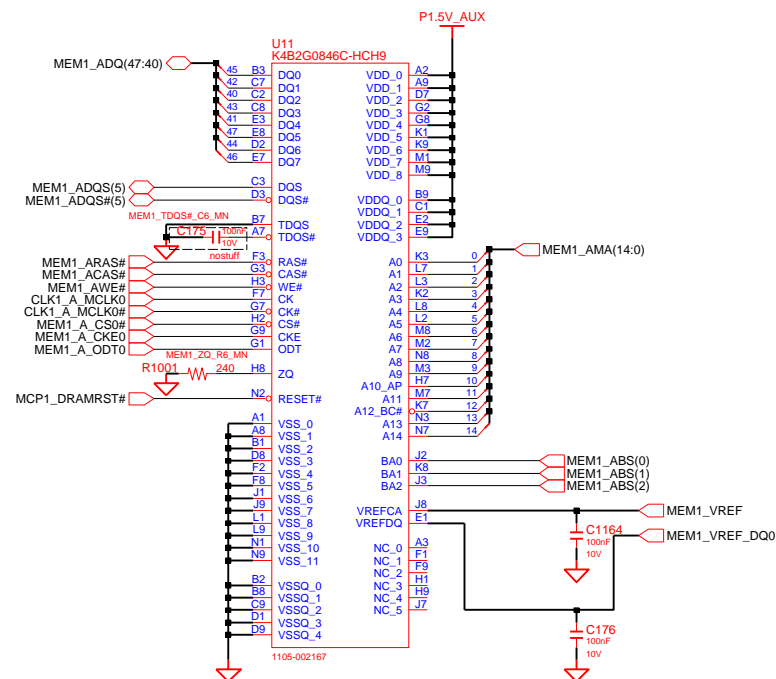 P1.5V_AUX
U11
K4B2G0846C-HCH9
MEM1_ADQ(47:40)
45 B3 DQ0 VDD_0 A2
42 C7 DQ1 VDD_1 A9
40 C2 DQ2 VDD_2 D7
43 C8 DQ3 VDD_3 G2
41 E3 DQ4 VDD_4 G8
47 E8 DQ5 VDD_5 K1
44 D2 DQ6 VDD_6 K9
46 E7 DQ7 VDD_7 M1
VDD_8 M9
MEM1_ADQS(5) C3 DQS
MEM1_ADQS#(5) D3 DQS# VDDQ_0 B9
VDDQ_1 C1
MEM1_TDQS#_C6_MN
B7 TDQS VDDQ_2 E2
C175 100nF A7 TDOS# VDDQ_3 E9
10V
nostuff
MEM1_AMA(14:0)
MEM1_ARAS# F3 RAS# A0 K3 0
MEM1_ACAS# G3 CAS# A1 L7 1
MEM1_AWE# H3 WE# A2 L3 2
CLK1_A_MCLK0 F7 CK A3 K2 3
CLK1_A_MCLK0# G7 CK# A4 L8 4
MEM1_A_CS0# H2 CS# A5 L2 5
MEM1_A_CKE0 G9 CKE A6 M8 6
MEM1_A_ODT0 G1 ODT A7 M2 7
MEM1_ZQ_R6_MN A8 N8 8
R1001 240 H8 ZQ A9 M3 9
A10_AP H7 10
MCP1_DRAMRST# N2 RESET# A11 M7 11
A12_BC# K7 12
A1 VSS_0 A13 N3 13
A8 VSS_1 A14 N7 14
B1 VSS_2
D8 VSS_3 BA0 J2 MEM1_ABS(0)
F2 VSS_4 BA1 K8 MEM1_ABS(1)
F8 VSS_5 BA2 J3 MEM1_ABS(2)
J1 VSS_6
J9 VSS_7 VREFCA J8 MEM1_VREF
L1 VSS_8 VREFDQ E1
L9 VSS_9 C1164 MEM1_VREF_DQ0
N1 VSS_10 NC_0 A3 100nF
N9 VSS_11 NC_1 F1 10V
NC_2 F9
B2 VSSQ_0 NC_3 H1
B8 VSSQ_1 NC_4 H9
C9 VSSQ_2 NC_5 J7
D1 VSSQ_3
D9 VSSQ_4 C176
100nF
1105-002167 10V